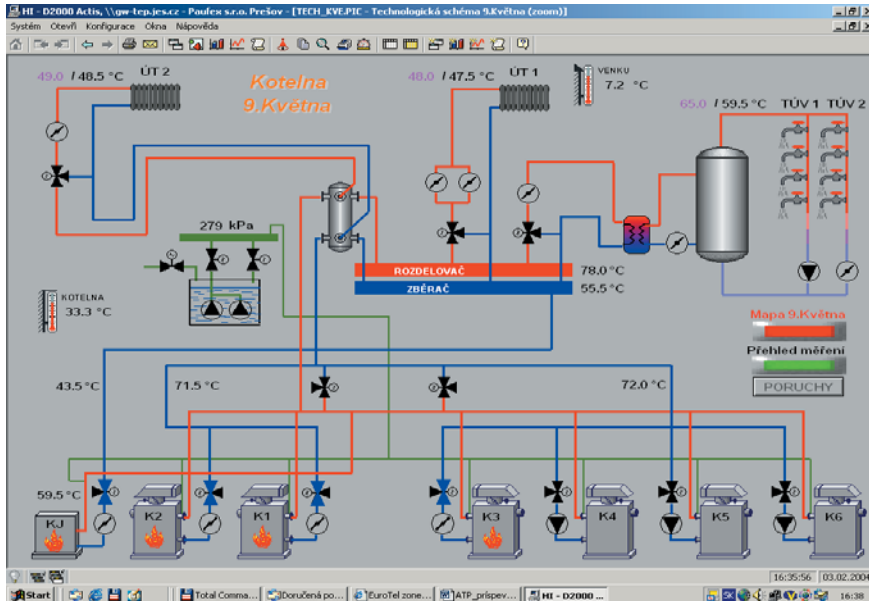 HI - D2000 Actis, \\gw-tep.jes.cz - Paufex s.r.o. Prešov - [TECH_KVE.PIC - Technologická schéma 9.Května (zoom)]
Systém Otevři Konfigurace Okna Nápověda
49.0 / 48.5 °C ÚT 2
Kotelna
9.Května
48.0 / 47.5 °C ÚT 1
VENKU
7.2 °C
65.0 / 59.5 °C TÚV 1 TÚV 2
279 kPa
ROZDELOVAČ 78.0 °C
ZBĚRAČ 55.5 °C
KOTELNA
33.3 °C
Mapa 9.Května
Přehled měření
PORUCHY
43.5 °C 71.5 °C 72.0 °C
59.5 °C
KJ K2 K1 K3 K4 K5 K6
16:35:56 03.02.2004
Start Total Comma... Doručená po... EuroTel zone... ATP_príspev... HI - D2000 ... SK 16:38